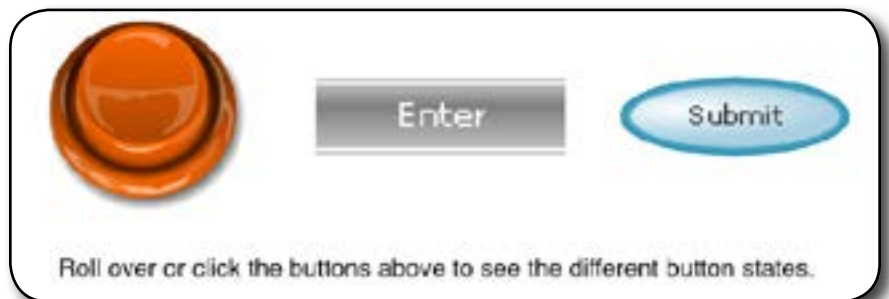 Enter
Submit
Roll over or click the buttons above to see the different button states.